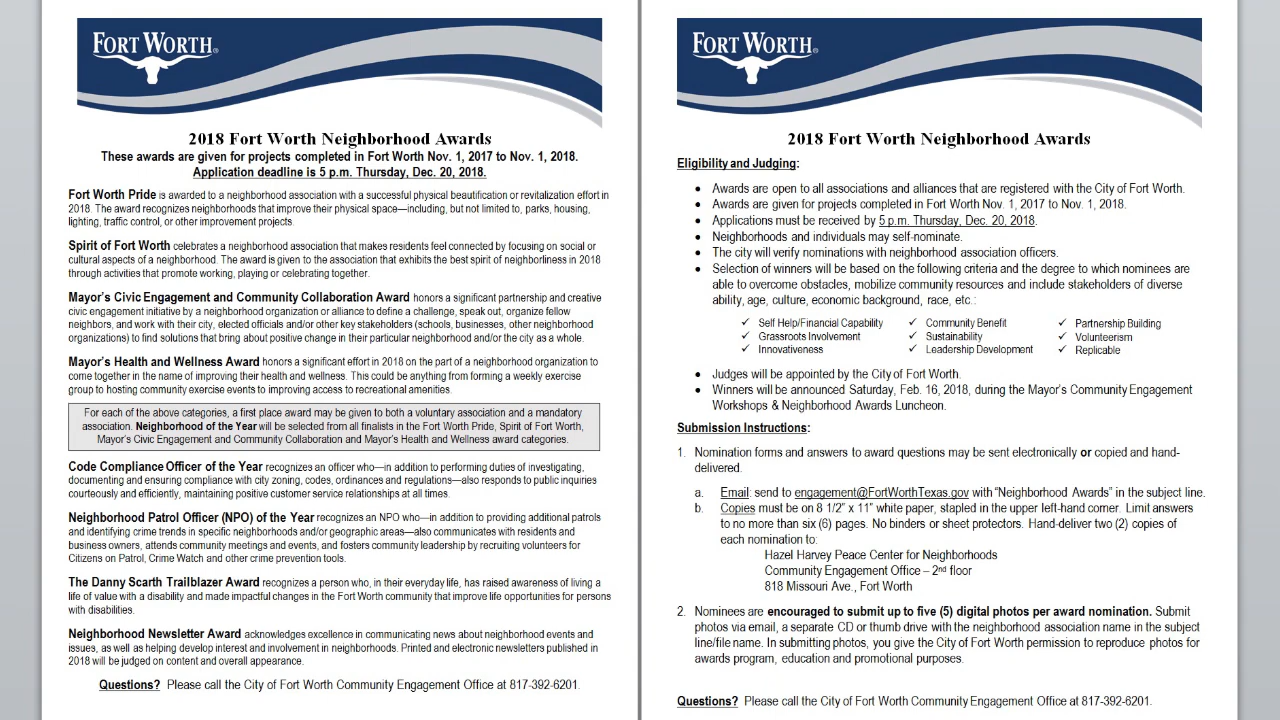 FORT WORTH®
2018 Fort Worth Neighborhood Awards
These awards are given for projects completed in Fort Worth Nov. 1, 2017 to Nov. 1, 2018.
Application deadline is 5 p.m. Thursday, Dec. 20, 2018.
Fort Worth Pride is awarded to a neighborhood association with a successful physical beautification or revitalization effort in
2018. The award recognizes neighborhoods that improve their physical space—including, but not limited to, parks, housing,
lighting, traffic control, or other improvement projects.
Spirit of Fort Worth celebrates a neighborhood association that makes residents feel connected by focusing on social or
cultural aspects of a neighborhood. The award is given to the association that exhibits the best spirit of neighborliness in 2018
through activities that promote working, playing or celebrating together.
Mayor's Civic Engagement and Community Collaboration Award honors a significant partnership and creative
civic engagement initiative by a neighborhood organization or alliance to define a challenge, speak out, organize fellow
neighbors, and work with their city, elected officials and/or other key stakeholders (schools, businesses, other neighborhood
organizations) to find solutions that bring about positive change in their particular neighborhood and/or the city as a whole.
Mayor's Health and Wellness Award honors a significant effort in 2018 on the part of a neighborhood organization to
come together in the name of improving their health and wellness. This could be anything from forming a weekly exercise
group to hosting community exercise events to improving access to recreational amenities.
For each of the above categories, a first place award may be given to both a voluntary association and a mandatory
association. Neighborhood of the Year will be selected from all finalists in the Fort Worth Pride, Spirit of Fort Worth,
Mayor's Civic Engagement and Community Collaboration and Mayor's Health and Wellness award categories.
Code Compliance Officer of the Year recognizes an officer who—in addition to performing duties of investigating,
documenting and ensuring compliance with city zoning, codes, ordinances and regulations—also responds to public inquiries
courteously and efficiently, maintaining positive customer service relationships at all times.
Neighborhood Patrol Officer (NPO) of the Year recognizes an NPO who—in addition to providing additional patrols
and identifying crime trends in specific neighborhoods and/or geographic areas—also communicates with residents and
business owners, attends community meetings and events, and fosters community leadership by recruiting volunteers for
Citizens on Patrol, Crime Watch and other crime prevention tools.
The Danny Scarth Trailblazer Award recognizes a person who, in their everyday life, has raised awareness of living a
life of value with a disability and made impactful changes in the Fort Worth community that improve life opportunities for persons
with disabilities.
Neighborhood Newsletter Award acknowledges excellence in communicating news about neighborhood events and
issues, as well as helping develop interest and involvement in neighborhoods. Printed and electronic newsletters published in
2018 will be judged on content and overall appearance.
Questions? Please call the City of Fort Worth Community Engagement Office at 817-392-6201.
FORT WORTH®
2018 Fort Worth Neighborhood Awards
Eligibility and Judging:
• Awards are open to all associations and alliances that are registered with the City of Fort Worth.
• Awards are given for projects completed in Fort Worth Nov. 1, 2017 to Nov. 1, 2018.
• Applications must be received by 5 p.m. Thursday, Dec. 20, 2018.
• Neighborhoods and individuals may self-nominate.
• The city will verify nominations with neighborhood association officers.
• Selection of winners will be based on the following criteria and the degree to which nominees are
able to overcome obstacles, mobilize community resources and include stakeholders of diverse
ability, age, culture, economic background, race, etc.:
✓ Self Help/Financial Capability ✓ Community Benefit ✓ Partnership Building
✓ Grassroots Involvement ✓ Sustainability ✓ Volunteerism
✓ Innovativeness ✓ Leadership Development ✓ Replicable
• Judges will be appointed by the City of Fort Worth.
• Winners will be announced Saturday, Feb. 16, 2018, during the Mayor's Community Engagement
Workshops & Neighborhood Awards Luncheon.
Submission Instructions:
1. Nomination forms and answers to award questions may be sent electronically or copied and hand-
delivered.
a. Email: send to engagement@FortWorthTexas.gov with "Neighborhood Awards" in the subject line.
b. Copies must be on 8 1/2" x 11" white paper, stapled in the upper left-hand corner. Limit answers
to no more than six (6) pages. No binders or sheet protectors. Hand-deliver two (2) copies of
each nomination to:
Hazel Harvey Peace Center for Neighborhoods
Community Engagement Office – 2nd floor
818 Missouri Ave., Fort Worth
2. Nominees are encouraged to submit up to five (5) digital photos per award nomination. Submit
photos via email, a separate CD or thumb drive with the neighborhood association name in the subject
line/file name. In submitting photos, you give the City of Fort Worth permission to reproduce photos for
awards program, education and promotional purposes.
Questions? Please call the City of Fort Worth Community Engagement Office at 817-392-6201.